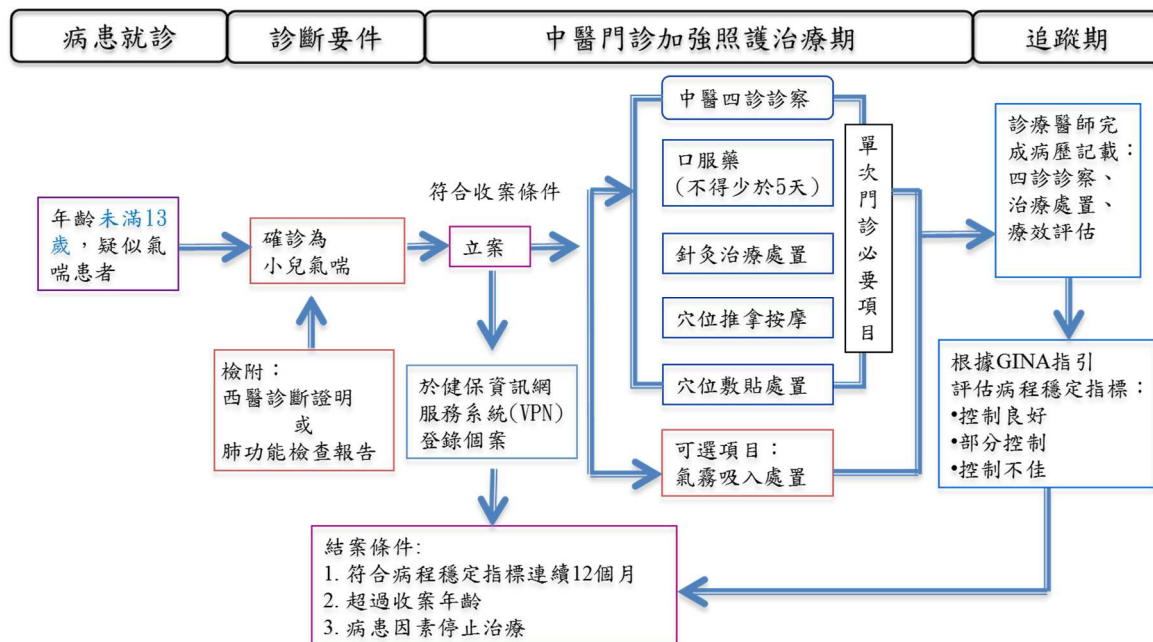 病患就診
診斷要件
中醫門診加強照護治療期
追蹤期
年齡未滿13
歲，疑似氣
喘患者
確診為
小兒氣喘
檢附：
西醫診斷證明
或
肺功能檢查報告
符合收案條件
立案
於健保資訊網
服務系統(VPN)
登錄個案
中醫四診診察
口服藥
(不得少於5天)
針灸治療處置
穴位推拿按摩
穴位敷貼處置
單次門診必要項目
可選項目：
氣霧吸入處置
診療醫師完
成病歷記載：
四診診察、
治療處置、
療效評估
根據GINA指引
評估病程穩定指標：
•控制良好
•部分控制
•控制不佳
結案條件:
1. 符合病程穩定指標連續12個月
2. 超過收案年齡
3. 病患因素停止治療